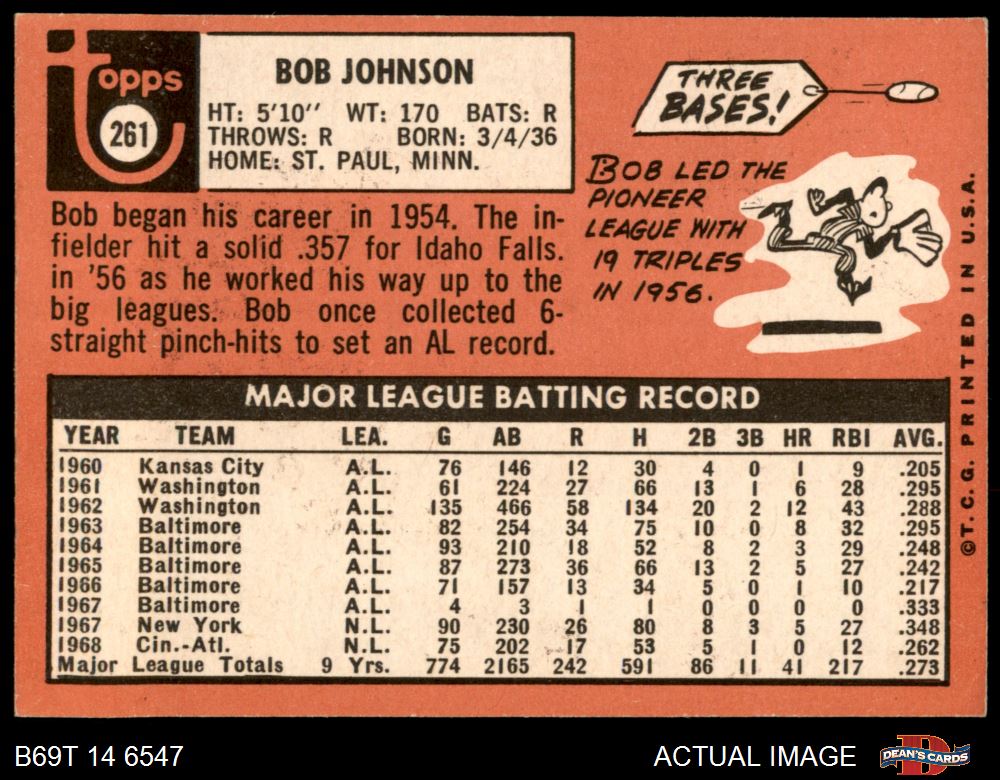 topps
261
BOB JOHNSON
HT: 5'10" WT: 170 BATS: R
THROWS: R BORN: 3/4/36
HOME: ST. PAUL, MINN.
THREE
BASES!
BOB LED THE
PIONEER
LEAGUE WITH
19 TRIPLES
IN 1956.
Bob began his career in 1954. The in-
fielder hit a solid .357 for Idaho Falls.
in '56 as he worked his way up to the
big leagues. Bob once collected 6-
straight pinch-hits to set an AL record.
MAJOR LEAGUE BATTING RECORD
YEAR TEAM LEA. G AB R H 2B 3B HR RBI AVG.
1960 Kansas City A.L. 76 146 12 30 4 0 1 9 .205
1961 Washington A.L. 61 224 27 66 13 1 6 28 .295
1962 Washington A.L. 135 466 58 134 20 2 12 43 .288
1963 Baltimore A.L. 82 254 34 75 10 0 8 32 .295
1964 Baltimore A.L. 93 210 18 52 8 2 3 29 .248
1965 Baltimore A.L. 87 273 36 66 13 2 5 27 .242
1966 Baltimore A.L. 71 157 13 34 5 0 1 10 .217
1967 Baltimore A.L. 4 3 1 1 0 0 0 0 .333
1967 New York N.L. 90 230 26 80 8 3 5 27 .348
1968 Cin.-Atl. N.L. 75 202 17 53 5 1 0 12 .262
Major League Totals 9 Yrs. 774 2165 242 591 86 11 41 217 .273
©T.C.G. PRINTED IN U.S.A.
B69T 14 6547
ACTUAL IMAGE
DEAN'S CARDS